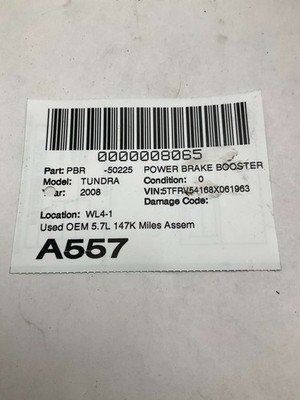 0000008065
Part: PBR -50225 POWER BRAKE BOOSTER
Model: TUNDRA Condition: 0
Year: 2008 VIN:5TFRV54168X061963
Damage Code:
Location: WL4-1
Used OEM 5.7L 147K Miles Assem
A557